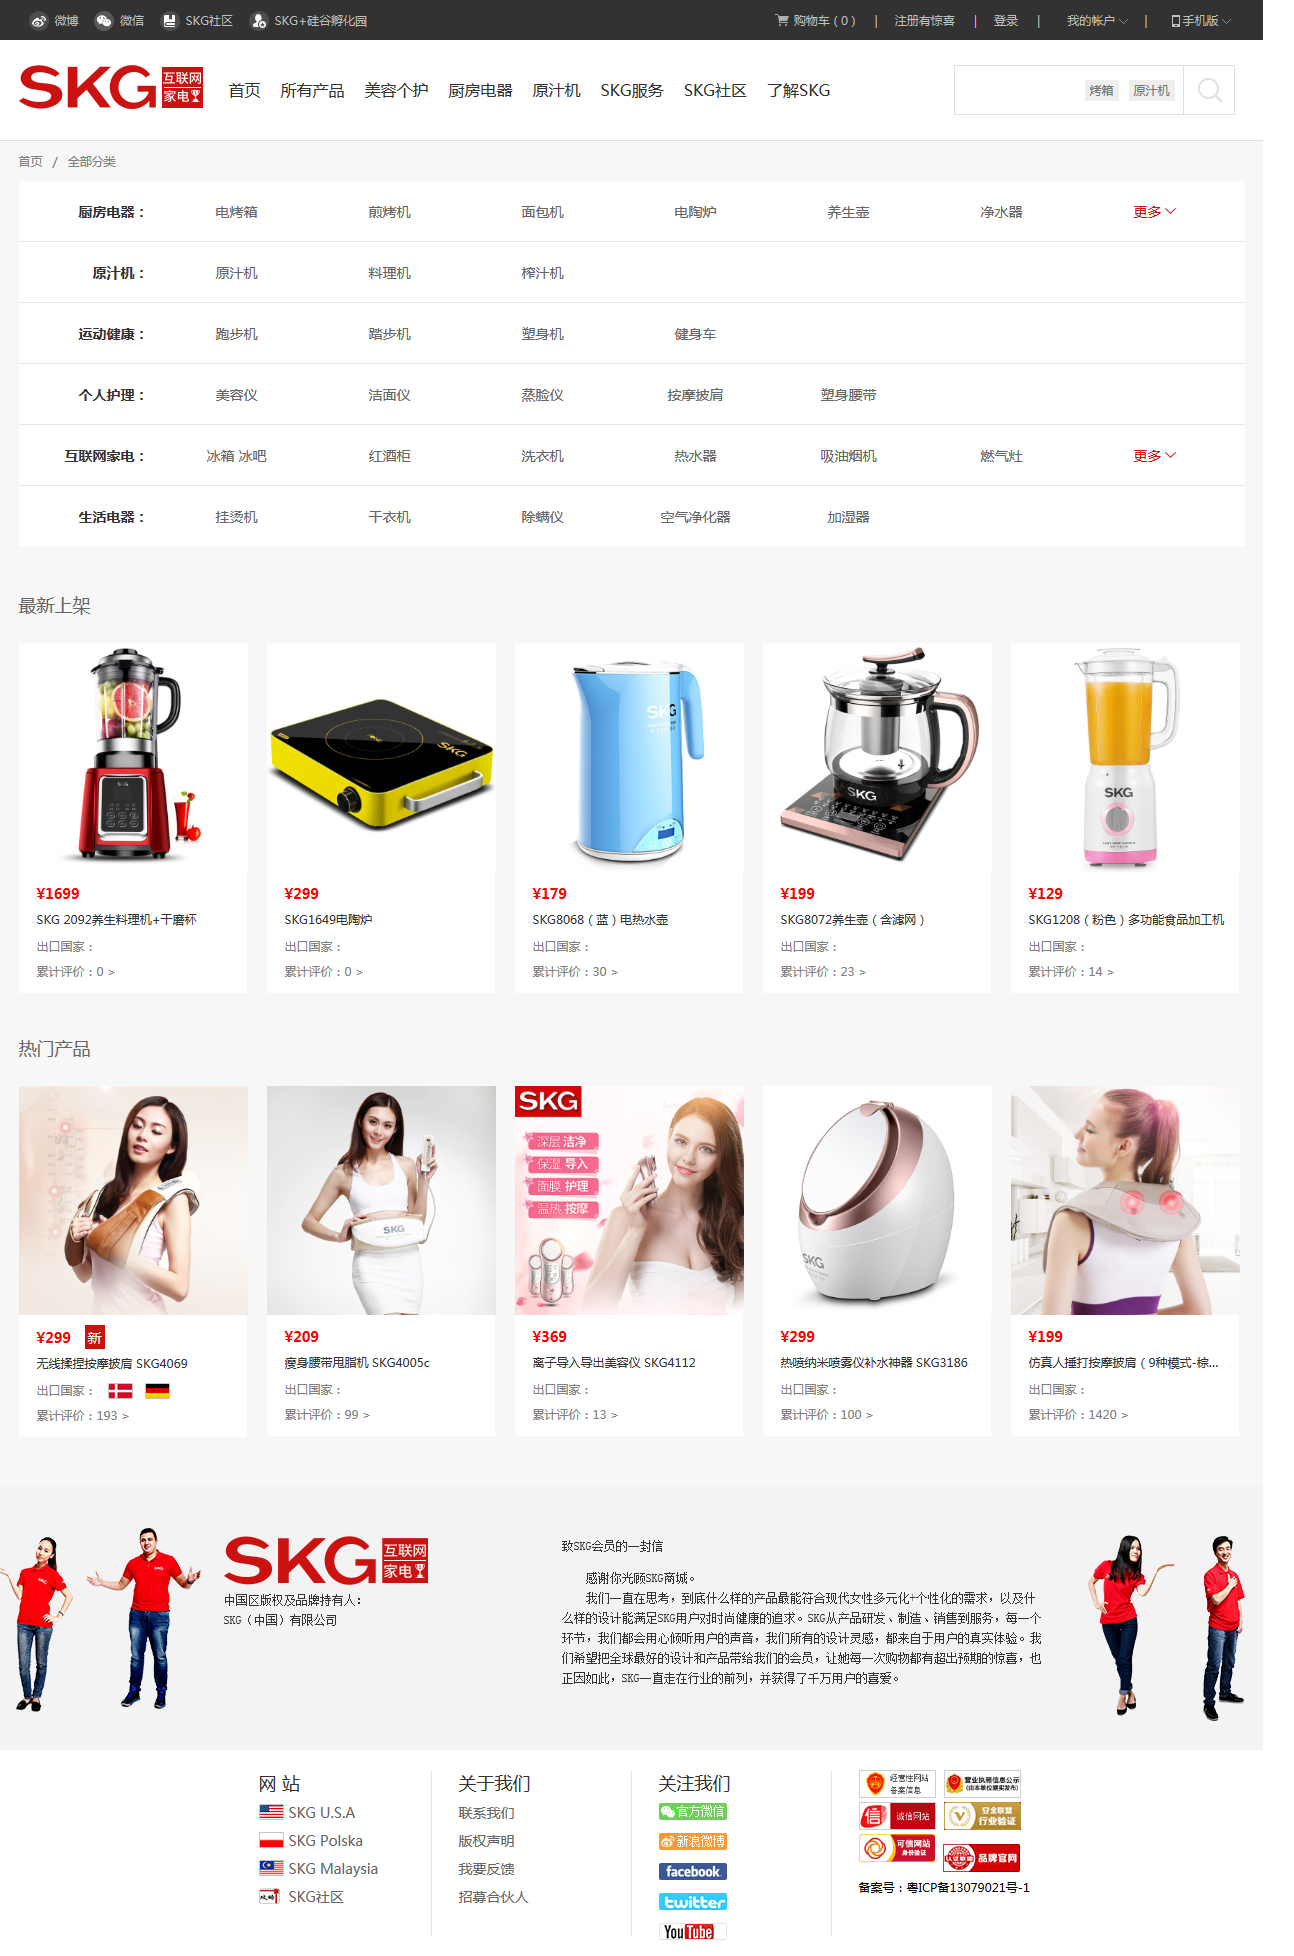 微博 微信 SKG社区 SKG+硅谷孵化园 购物车 ( 0 ) | 注册有惊喜 | 登录 | 我的帐户 | 手机版
SKG 互联网家电 首页 所有产品 美容个护 厨房电器 原汁机 SKG服务 SKG社区 了解SKG 烤箱 原汁机
首页 / 全部分类
厨房电器： 电烤箱 煎烤机 面包机 电陶炉 养生壶 净水器 更多
原汁机： 原汁机 料理机 榨汁机
运动健康： 跑步机 踏步机 塑身机 健身车
个人护理： 美容仪 洁面仪 蒸脸仪 按摩披肩 塑身腰带
互联网家电： 冰箱 冰吧 红酒柜 洗衣机 热水器 吸油烟机 燃气灶 更多
生活电器： 挂烫机 干衣机 除螨仪 空气净化器 加湿器
最新上架
SKG
SKG
SKG
SKG
SKG
¥1699 ¥299 ¥179 ¥199 ¥129
SKG 2092养生料理机+干磨杯 SKG1649电陶炉 SKG8068（蓝）电热水壶 SKG8072养生壶（含滤网） SKG1208（粉色）多功能食品加工机
出口国家： 出口国家： 出口国家： 出口国家： 出口国家：
累计评价：0 > 累计评价：0 > 累计评价：30 > 累计评价：23 > 累计评价：14 >
热门产品
SKG
深层 洁净
保湿 导入
面膜 护理
温热 按摩
SKG
SKG
¥299 新 ¥209 ¥369 ¥299 ¥199
无线揉捏按摩披肩 SKG4069 瘦身腰带甩脂机 SKG4005c 离子导入导出美容仪 SKG4112 热喷纳米喷雾仪补水神器 SKG3186 仿真人捶打按摩披肩（9种模式-棕...
出口国家： 出口国家： 出口国家： 出口国家： 出口国家：
累计评价：193 > 累计评价：99 > 累计评价：13 > 累计评价：100 > 累计评价：1420 >
SKG 互联网家电
中国区版权及品牌持有人：
SKG（中国）有限公司
致SKG会员的一封信
感谢你光顾SKG商城。
我们一直在思考，到底什么样的产品最能符合现代女性多元化+个性化的需求，以及什
么样的设计能满足SKG用户对时尚健康的追求。SKG从产品研发、制造、销售到服务，每一个
环节，我们都会用心倾听用户的声音，我们所有的设计灵感，都来自于用户的真实体验。我
们希望把全球最好的设计和产品带给我们的会员，让她每一次购物都有超出预期的惊喜，也
正因如此，SKG一直走在行业的前列，并获得了千万用户的喜爱。
网 站
SKG U.S.A
SKG Polska
SKG Malaysia
SKG社区
关于我们
联系我们
版权声明
我要反馈
招募合伙人
关注我们
官方微信
新浪微博
facebook
twitter
YouTube
经营性网站
备案信息
营业执照信息公示
(由本单位据实发布)
信 诚信网站
安全联盟
行业验证
可信网站
身份验证
品牌官网
备案号：粤ICP备13079021号-1